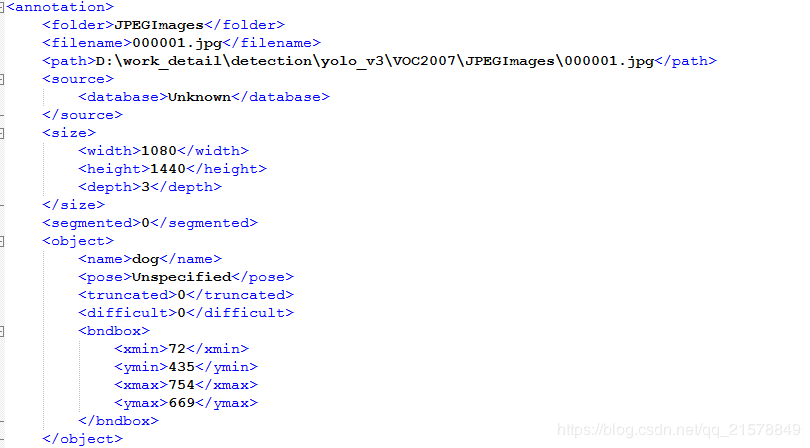 <annotation>
<folder>JPEGImages</folder>
<filename>000001.jpg</filename>
<path>D:\work_detail\detection\yolo_v3\VOC2007\JPEGImages\000001.jpg</path>
<source>
<database>Unknown</database>
</source>
<size>
<width>1080</width>
<height>1440</height>
<depth>3</depth>
</size>
<segmented>0</segmented>
<object>
<name>dog</name>
<pose>Unspecified</pose>
<truncated>0</truncated>
<difficult>0</difficult>
<bndbox>
<xmin>72</xmin>
<ymin>435</ymin>
<xmax>754</xmax>
<ymax>669</ymax>
</bndbox>
</object>
https://blog.csdn.net/qq_21578849